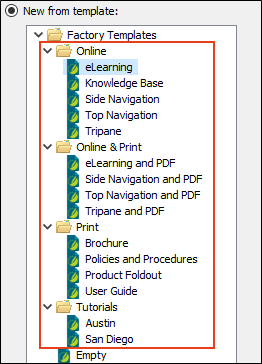 New from template:
Factory Templates
Online
eLearning
Knowledge Base
Side Navigation
Top Navigation
Tripane
Online & Print
eLearning and PDF
Side Navigation and PDF
Top Navigation and PDF
Tripane and PDF
Print
Brochure
Policies and Procedures
Product Foldout
User Guide
Tutorials
Austin
San Diego
Empty